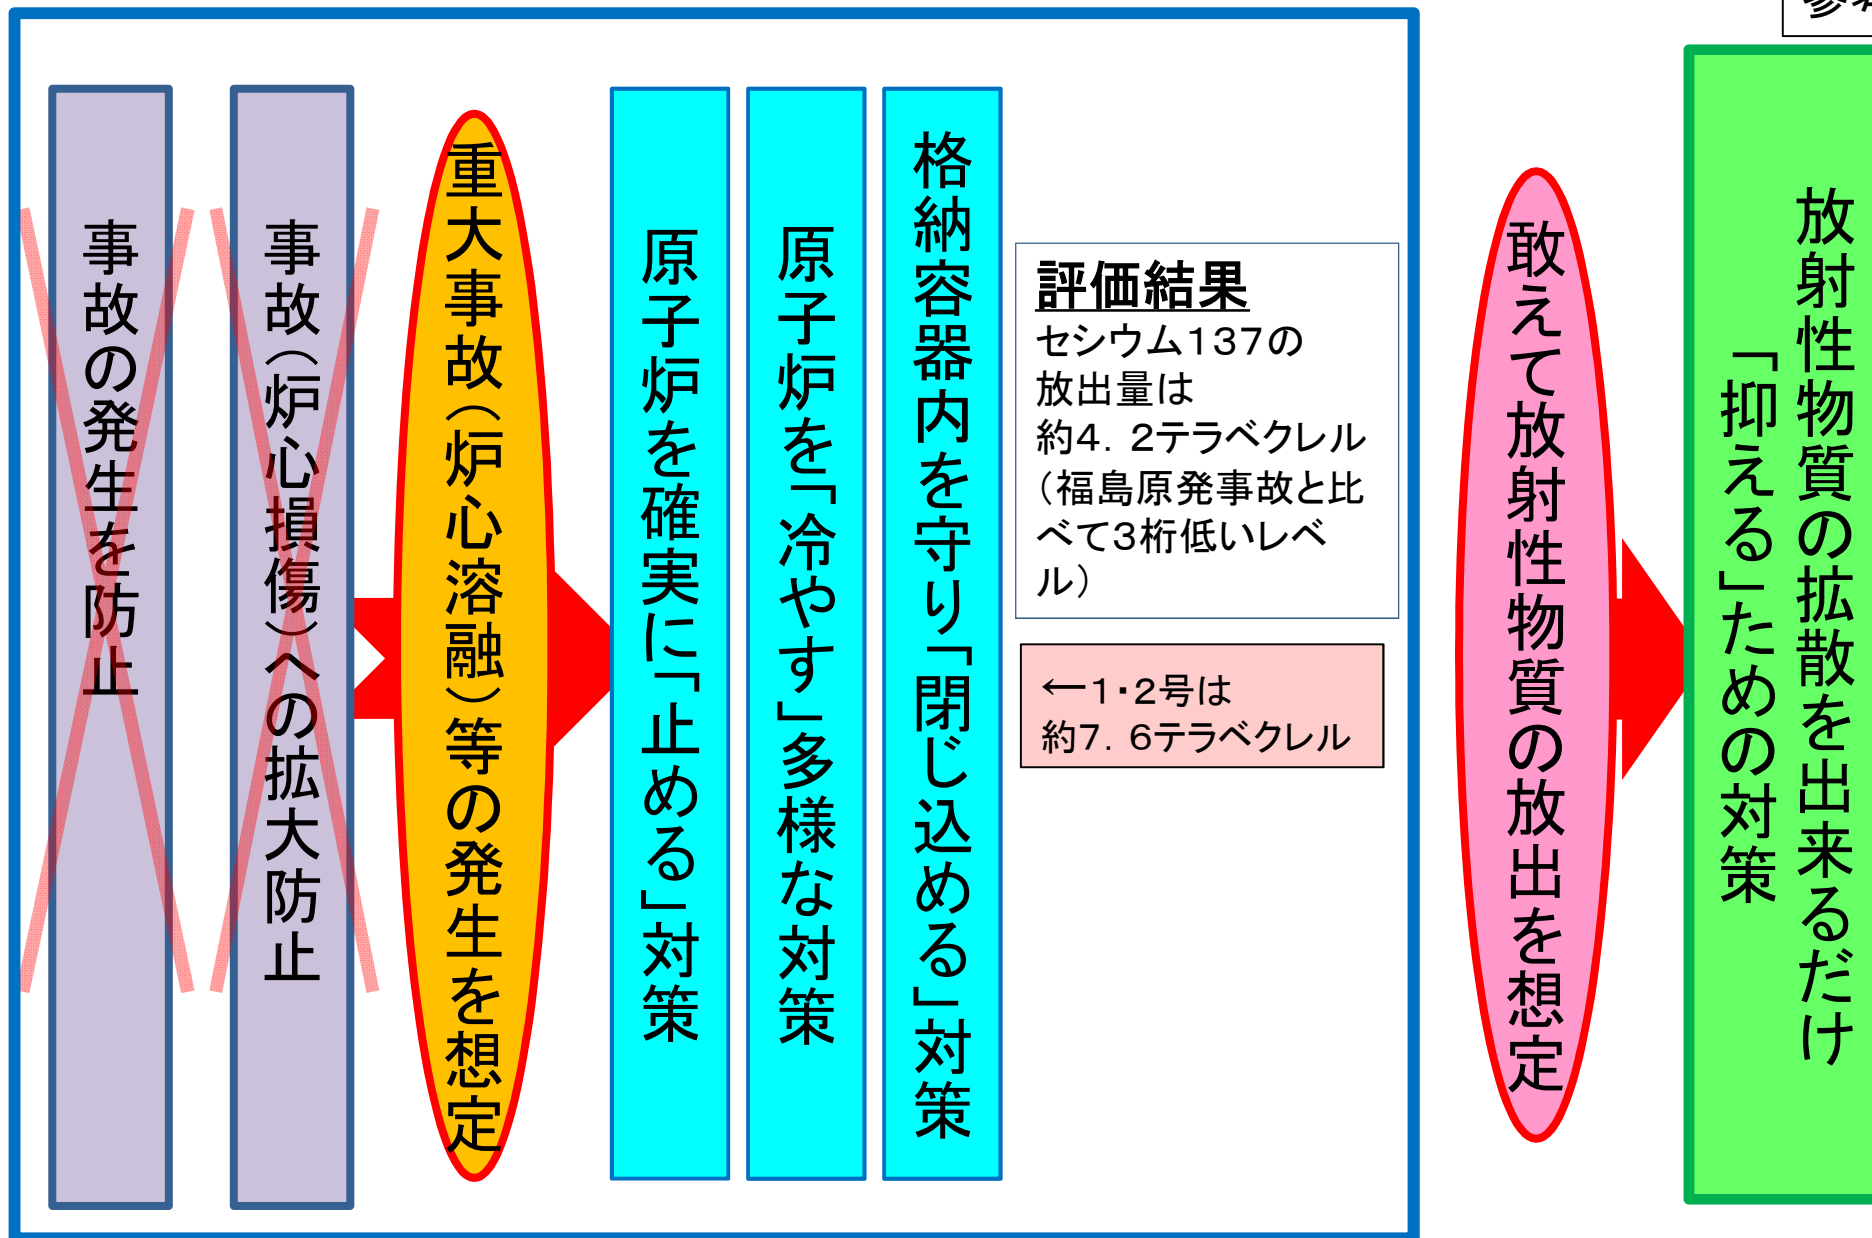 参考
事故の発生を防止
事故(炉心損傷)への拡大防止
重大事故(炉心溶融)等の発生を想定
原子炉を確実に「止める」対策
原子炉を「冷やす」多様な対策
格納容器内を守り「閉じ込める」対策
評価結果
セシウム137の
放出量は
約4.2テラベクレル
(福島原発事故と比
べて3桁低いレベ
ル)
←1・2号は
約7.6テラベクレル
敢えて放射性物質の放出を想定
放射性物質の拡散を出来るだけ
「抑える」ための対策